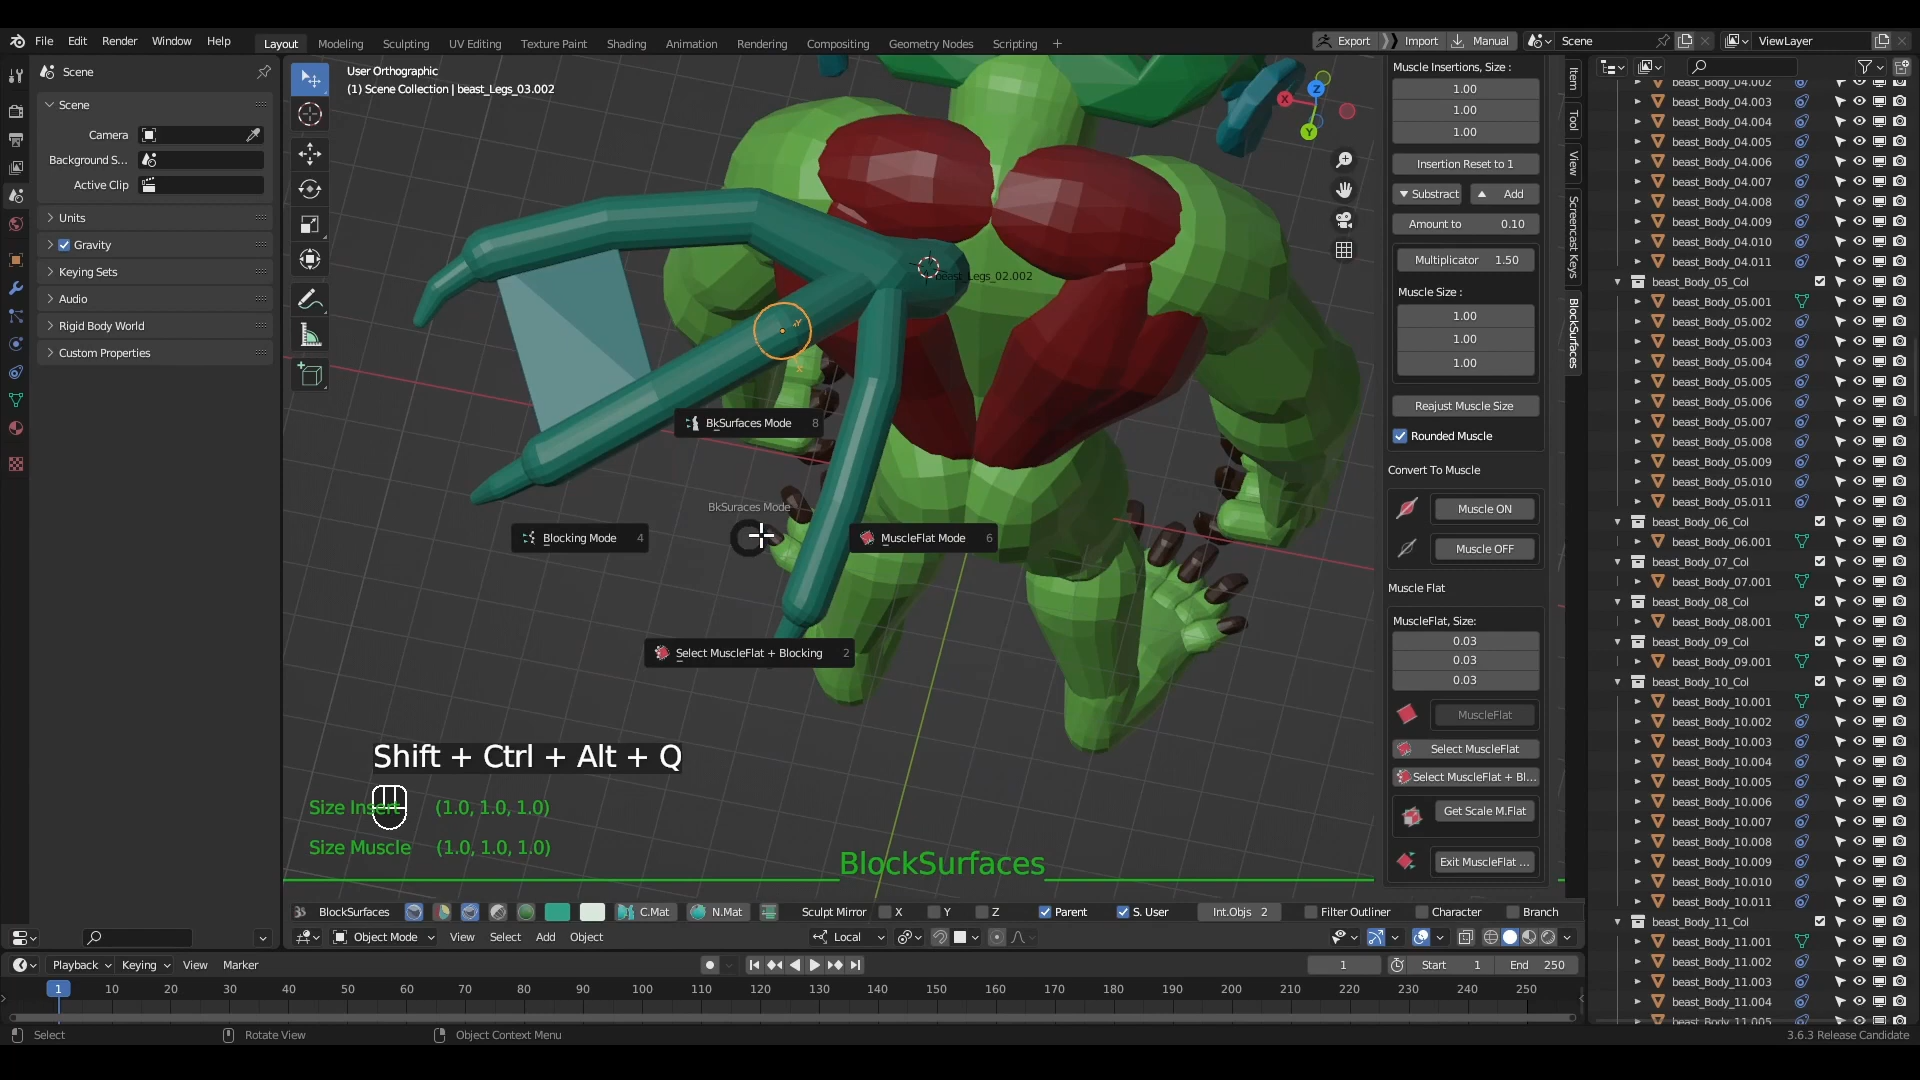 File Edit Render Window Help
Layout Modeling Sculpting UV Editing Texture Paint Shading Animation Rendering Compositing Geometry Nodes Scripting +
Export Import Manual
Scene
ViewLayer
Scene
Scene
Camera
Background S...
Active Clip
Units
Gravity
Keying Sets
Audio
Rigid Body World
Custom Properties
User Orthographic
(1) Scene Collection | beast_Legs_03.002
X
Y
Z
beast_Legs_02.002
BkSurfaces Mode 8
BkSuraces Mode
Blocking Mode 4
MuscleFlat Mode 6
Select MuscleFlat + Blocking 2
Shift + Ctrl + Alt + Q
Size Insert (1.0, 1.0, 1.0)
Size Muscle (1.0, 1.0, 1.0)
BlockSurfaces
Muscle Insertions, Size :
1.00
1.00
1.00
Insertion Reset to 1
Substract Add
Amount to 0.10
Multiplicator 1.50
Muscle Size :
1.00
1.00
1.00
Reajust Muscle Size
Rounded Muscle
Convert To Muscle
Muscle ON
Muscle OFF
Muscle Flat
MuscleFlat, Size:
0.03
0.03
0.03
MuscleFlat
Select MuscleFlat
Select MuscleFlat + Bl...
Get Scale M.Flat
Exit MuscleFlat ...
Item
Tool
View
Screencast Keys
BlockSurfaces
beast_Body_04.002
beast_Body_04.003
beast_Body_04.004
beast_Body_04.005
beast_Body_04.006
beast_Body_04.007
beast_Body_04.008
beast_Body_04.009
beast_Body_04.010
beast_Body_04.011
beast_Body_05_Col
beast_Body_05.001
beast_Body_05.002
beast_Body_05.003
beast_Body_05.004
beast_Body_05.005
beast_Body_05.006
beast_Body_05.007
beast_Body_05.008
beast_Body_05.009
beast_Body_05.010
beast_Body_05.011
beast_Body_06_Col
beast_Body_06.001
beast_Body_07_Col
beast_Body_07.001
beast_Body_08_Col
beast_Body_08.001
beast_Body_09_Col
beast_Body_09.001
beast_Body_10_Col
beast_Body_10.001
beast_Body_10.002
beast_Body_10.003
beast_Body_10.004
beast_Body_10.005
beast_Body_10.006
beast_Body_10.007
beast_Body_10.008
beast_Body_10.009
beast_Body_10.010
beast_Body_10.011
beast_Body_11_Col
beast_Body_11.001
beast_Body_11.002
beast_Body_11.003
beast_Body_11.004
beast_Body_11.005
BlockSurfaces C.Mat N.Mat Sculpt Mirror X Y Z Parent S. User Int.Objs 2 Filter Outliner Character Branch
Object Mode View Select Add Object Local
Playback Keying View Marker 1 Start 1 End 250
1 10 20 30 40 50 60 70 80 90 100 110 120 130 140 150 160 170 180 190 200 210 220 230 240 250
Select Rotate View Object Context Menu 3.6.3 Release Candidate